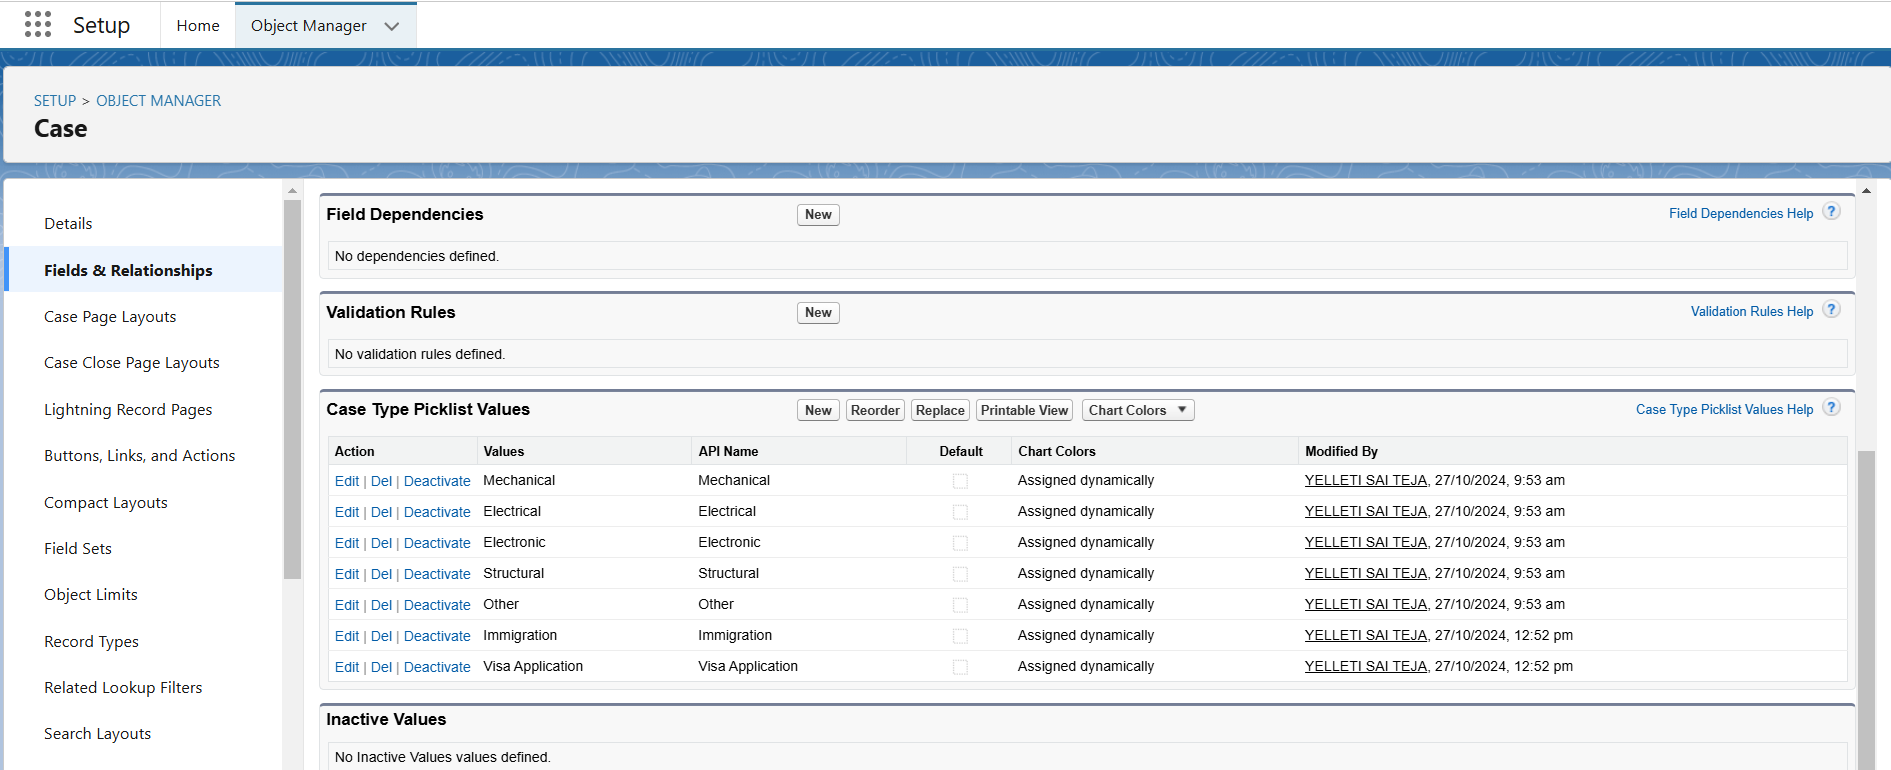 Setup Home Object Manager
SETUP > OBJECT MANAGER
Case
Details
Fields & Relationships
Case Page Layouts
Case Close Page Layouts
Lightning Record Pages
Buttons, Links, and Actions
Compact Layouts
Field Sets
Object Limits
Record Types
Related Lookup Filters
Search Layouts
Field Dependencies New Field Dependencies Help ?
No dependencies defined.
Validation Rules New Validation Rules Help ?
No validation rules defined.
Case Type Picklist Values New Reorder Replace Printable View Chart Colors Case Type Picklist Values Help ?
Action Values API Name Default Chart Colors Modified By
Edit | Del | Deactivate Mechanical Mechanical Assigned dynamically YELLETI SAI TEJA, 27/10/2024, 9:53 am
Edit | Del | Deactivate Electrical Electrical Assigned dynamically YELLETI SAI TEJA, 27/10/2024, 9:53 am
Edit | Del | Deactivate Electronic Electronic Assigned dynamically YELLETI SAI TEJA, 27/10/2024, 9:53 am
Edit | Del | Deactivate Structural Structural Assigned dynamically YELLETI SAI TEJA, 27/10/2024, 9:53 am
Edit | Del | Deactivate Other Other Assigned dynamically YELLETI SAI TEJA, 27/10/2024, 9:53 am
Edit | Del | Deactivate Immigration Immigration Assigned dynamically YELLETI SAI TEJA, 27/10/2024, 12:52 pm
Edit | Del | Deactivate Visa Application Visa Application Assigned dynamically YELLETI SAI TEJA, 27/10/2024, 12:52 pm
Inactive Values
No Inactive Values values defined.